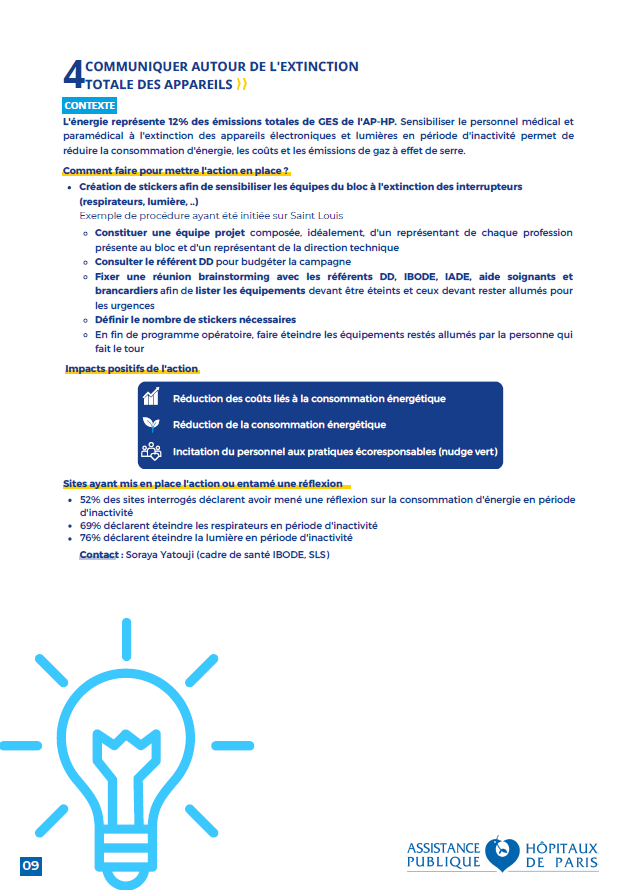 4 COMMUNIQUER AUTOUR DE L'EXTINCTION
TOTALE DES APPAREILS
CONTEXTE
L'énergie représente 12% des émissions totales de GES de l'AP-HP. Sensibiliser le personnel médical et
paramédical à l'extinction des appareils électroniques et lumières en période d'inactivité permet de
réduire la consommation d'énergie, les coûts et les émissions de gaz à effet de serre.
Comment faire pour mettre l'action en place ?
• Création de stickers afin de sensibiliser les équipes du bloc à l'extinction des interrupteurs
(respirateurs, lumière, ..)
Exemple de procédure ayant été initiée sur Saint Louis
Constituer une équipe projet composée, idéalement, d'un représentant de chaque profession
présente au bloc et d'un représentant de la direction technique
Consulter le référent DD pour budgéter la campagne
Fixer une réunion brainstorming avec les référents DD, IBODE, IADE, aide soignants et
brancardiers afin de lister les équipements devant être éteints et ceux devant rester allumés pour
les urgences
Définir le nombre de stickers nécessaires
En fin de programme opératoire, faire éteindre les équipements restés allumés par la personne qui
fait le tour
Impacts positifs de l'action
Réduction des coûts liés à la consommation énergétique
Réduction de la consommation énergétique
Incitation du personnel aux pratiques écoresponsables (nudge vert)
Sites ayant mis en place l'action ou entamé une réflexion
• 52% des sites interrogés déclarent avoir mené une réflexion sur la consommation d'énergie en période
d'inactivité
• 69% déclarent éteindre les respirateurs en période d'inactivité
• 76% déclarent éteindre la lumière en période d'inactivité
Contact : Soraya Yatouji (cadre de santé IBODE, SLS)
09
ASSISTANCE HÔPITAUX
PUBLIQUE DE PARIS